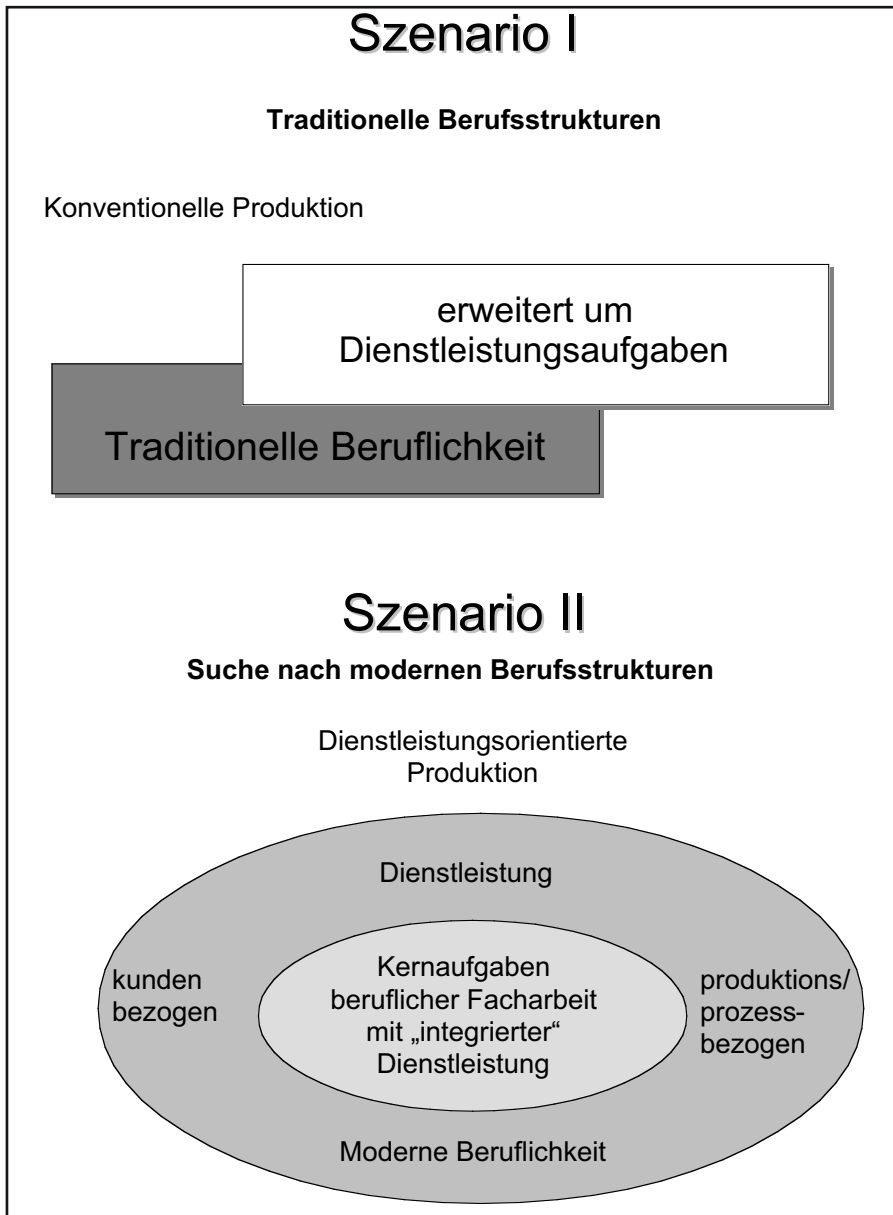 Szenario I
Traditionelle Berufsstrukturen
Konventionelle Produktion
erweitert um
Dienstleistungsaufgaben
Traditionelle Beruflichkeit
Szenario II
Suche nach modernen Berufsstrukturen
Dienstleistungsorientierte
Produktion
Dienstleistung
kunden
bezogen
Kernaufgaben
beruflicher Facharbeit
mit „integrierter“
Dienstleistung
produktions/
prozess-
bezogen
Moderne Beruflichkeit